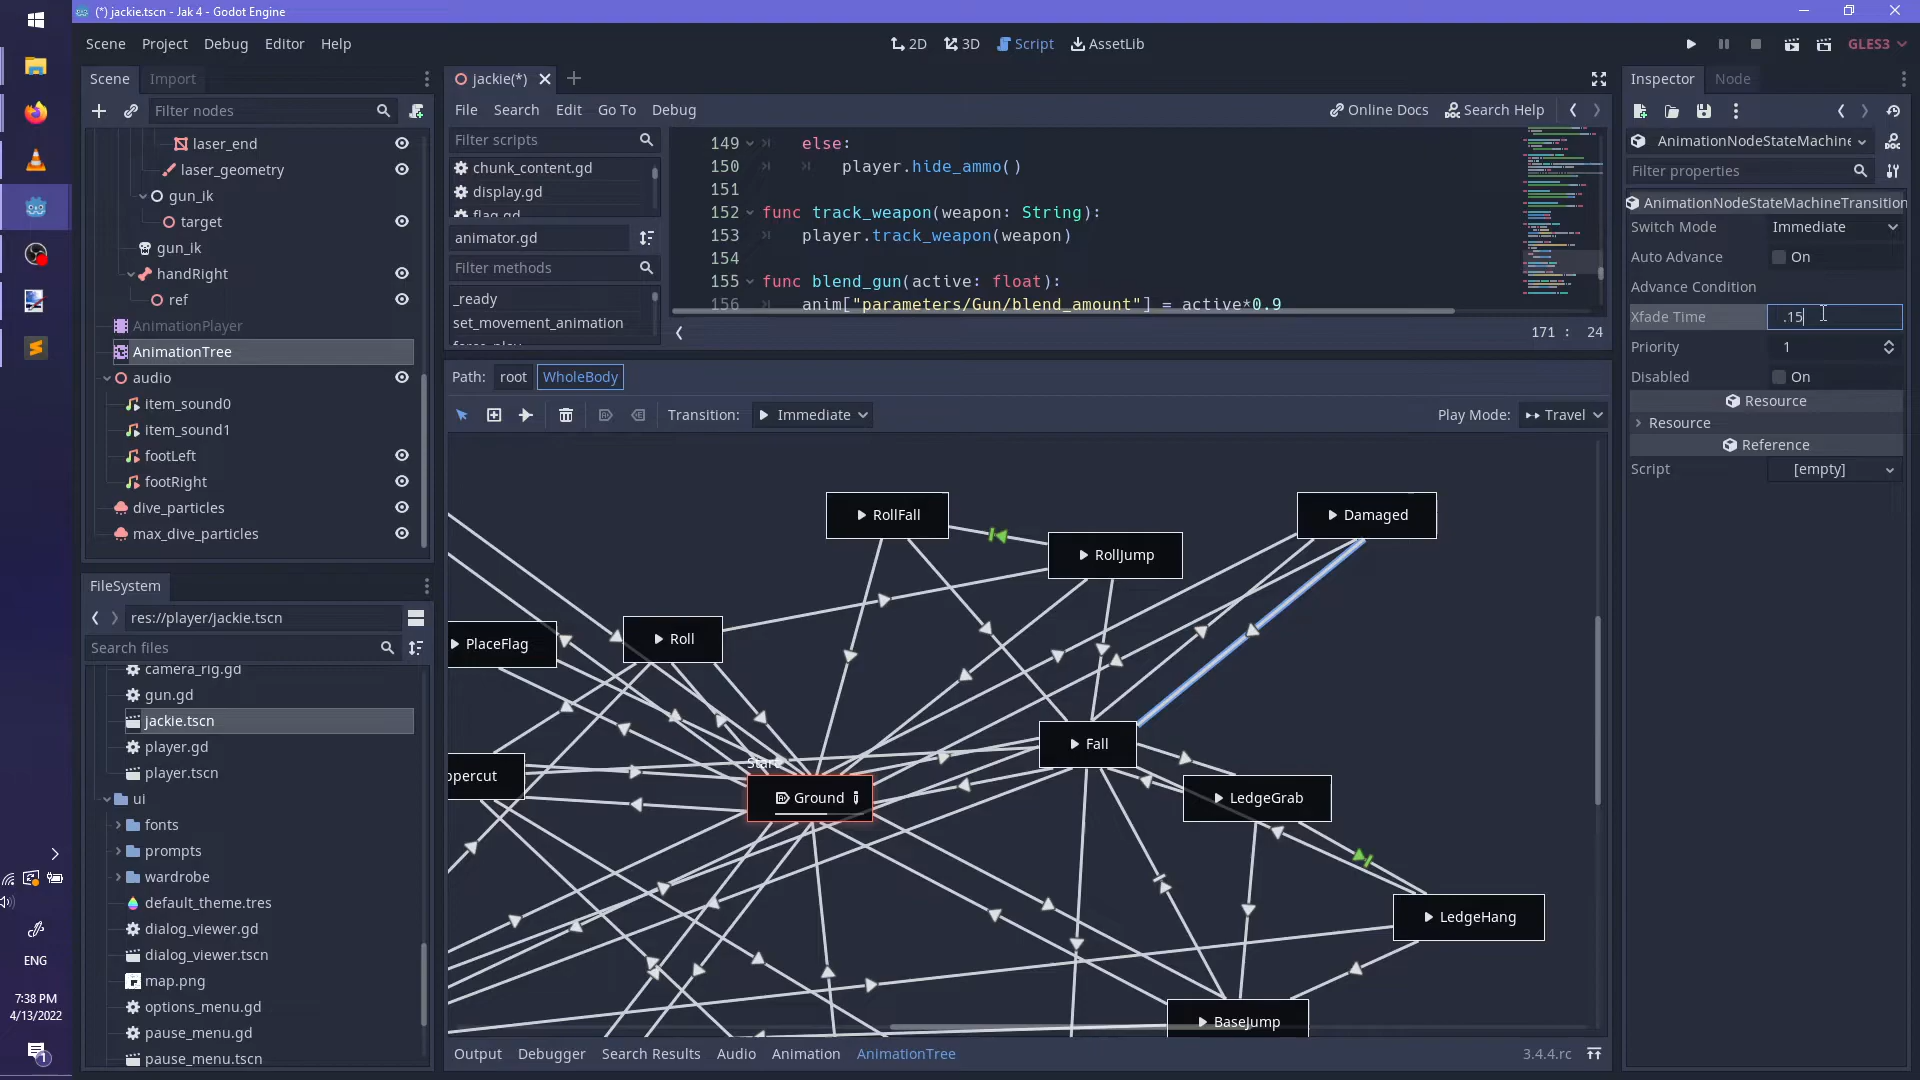 (*) jackie.tscn - Jak 4 - Godot Engine
Scene Project Debug Editor Help
2D 3D Script AssetLib
GLES3
Scene Import
Filter nodes
laser_end
laser_geometry
gun_ik
target
gun_ik
handRight
ref
AnimationPlayer
AnimationTree
audio
item_sound0
item_sound1
footLeft
footRight
dive_particles
max_dive_particles
FileSystem
res://player/jackie.tscn
Search files
camera_rig.gd
gun.gd
jackie.tscn
player.gd
player.tscn
ui
fonts
prompts
wardrobe
default_theme.tres
dialog_viewer.gd
dialog_viewer.tscn
map.png
options_menu.gd
pause_menu.gd
pause_menu.tscn
jackie(*)
File Search Edit Go To Debug
Online Docs Search Help
Filter scripts
chunk_content.gd
display.gd
flag.gd
animator.gd
Filter methods
_ready
set_movement_animation
149 else:
150 player.hide_ammo()
151
152 func track_weapon(weapon: String):
153 player.track_weapon(weapon)
154
155 func blend_gun(active: float):
156 anim["parameters/Gun/blend_amount"] = active*0.9
171 : 24
Path: root WholeBody
Transition: Immediate
Play Mode: Travel
RollFall
Damaged
RollJump
Roll
PlaceFlag
Fall
Start
ppercut
Ground
LedgeGrab
LedgeHang
BaseJump
Output Debugger Search Results Audio Animation AnimationTree
3.4.4.rc
Inspector Node
AnimationNodeStateMachine
Filter properties
AnimationNodeStateMachineTransition
Switch Mode Immediate
Auto Advance On
Advance Condition
Xfade Time .15
Priority 1
Disabled On
Resource
Resource
Reference
Script [empty]
ENG
7:38 PM
4/13/2022
1